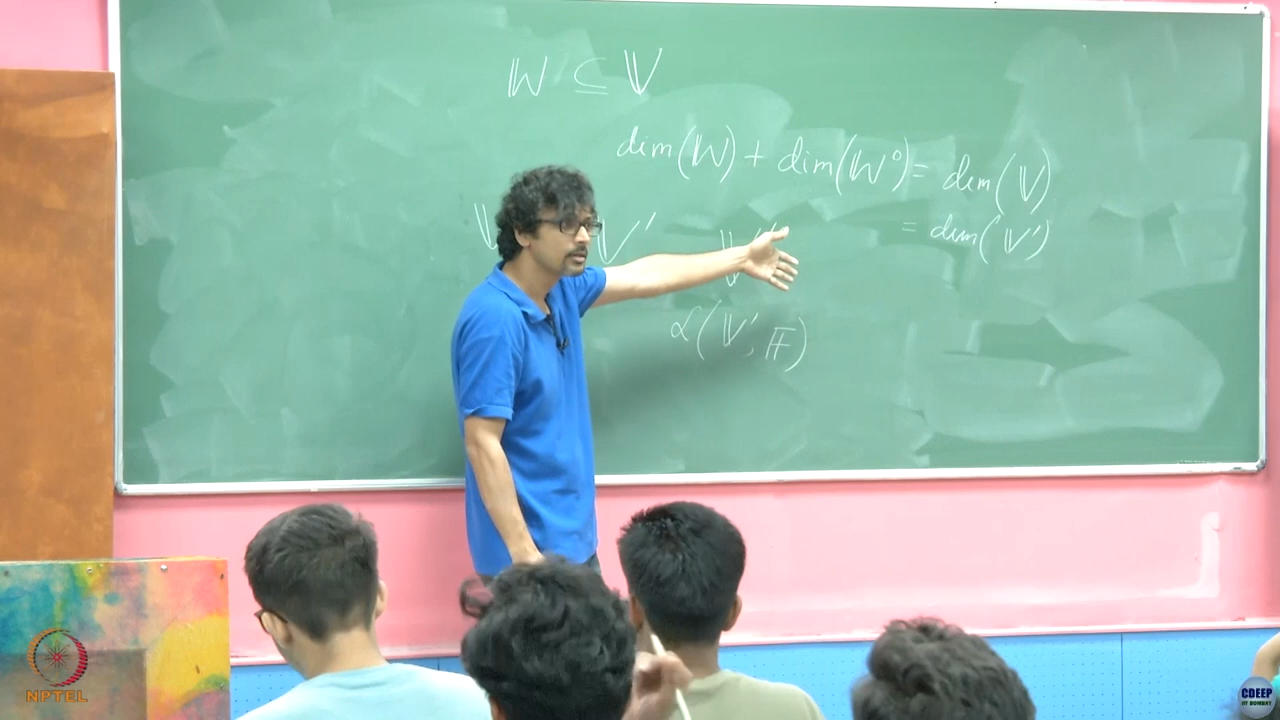 𝕎 ⊆ 𝕍
dim(𝕎) + dim(𝕎°) = dim(𝕍)
= dim(𝕍′)
𝕍 𝕍′
ℒ(𝕍′, 𝔽)
NPTEL
CDEEP
IIT BOMBAY